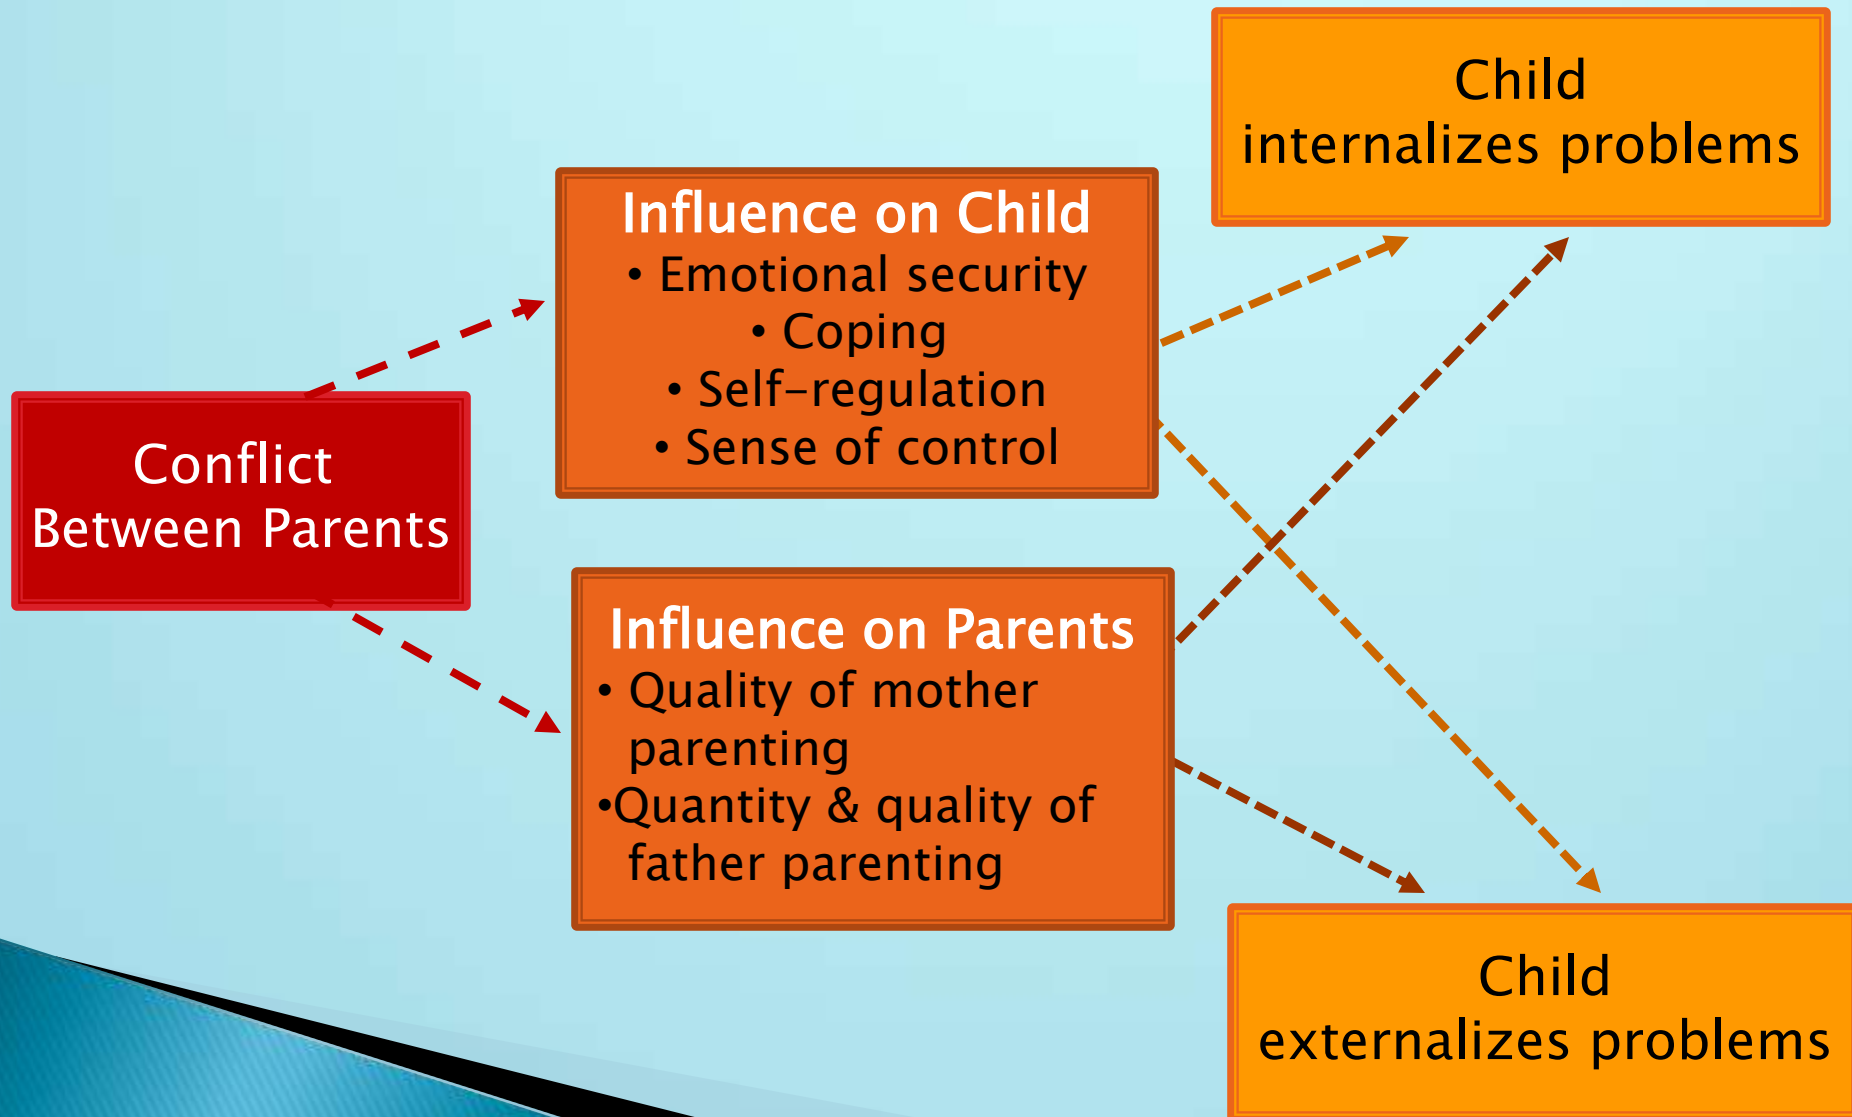 Conflict
Between Parents
Influence on Child
• Emotional security
• Coping
• Self-regulation
• Sense of control
Influence on Parents
• Quality of mother
parenting
•Quantity & quality of
father parenting
Child
internalizes problems
Child
externalizes problems